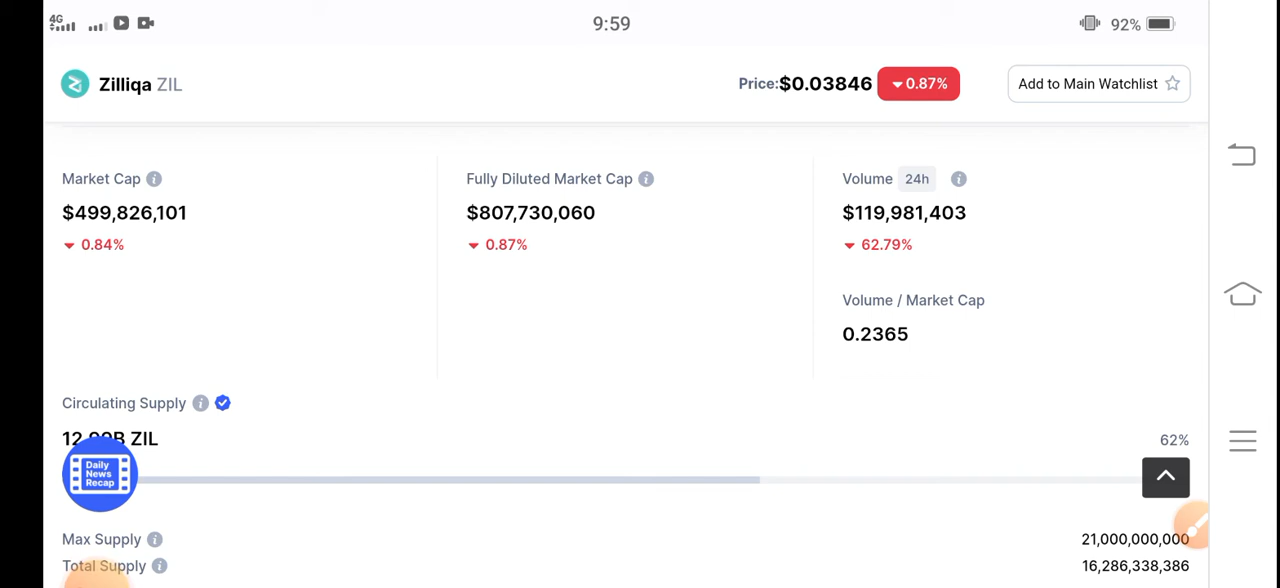 4G 9:59 92%
Zilliqa ZIL Price:$0.03846 0.87% Add to Main Watchlist
Market Cap Fully Diluted Market Cap Volume 24h
$499,826,101 $807,730,060 $119,981,403
0.84% 0.87% 62.79%
Volume / Market Cap
0.2365
Circulating Supply
ZIL 62%
Daily
News
Recap
Max Supply 21,000,000,000
Total Supply 16,286,338,386